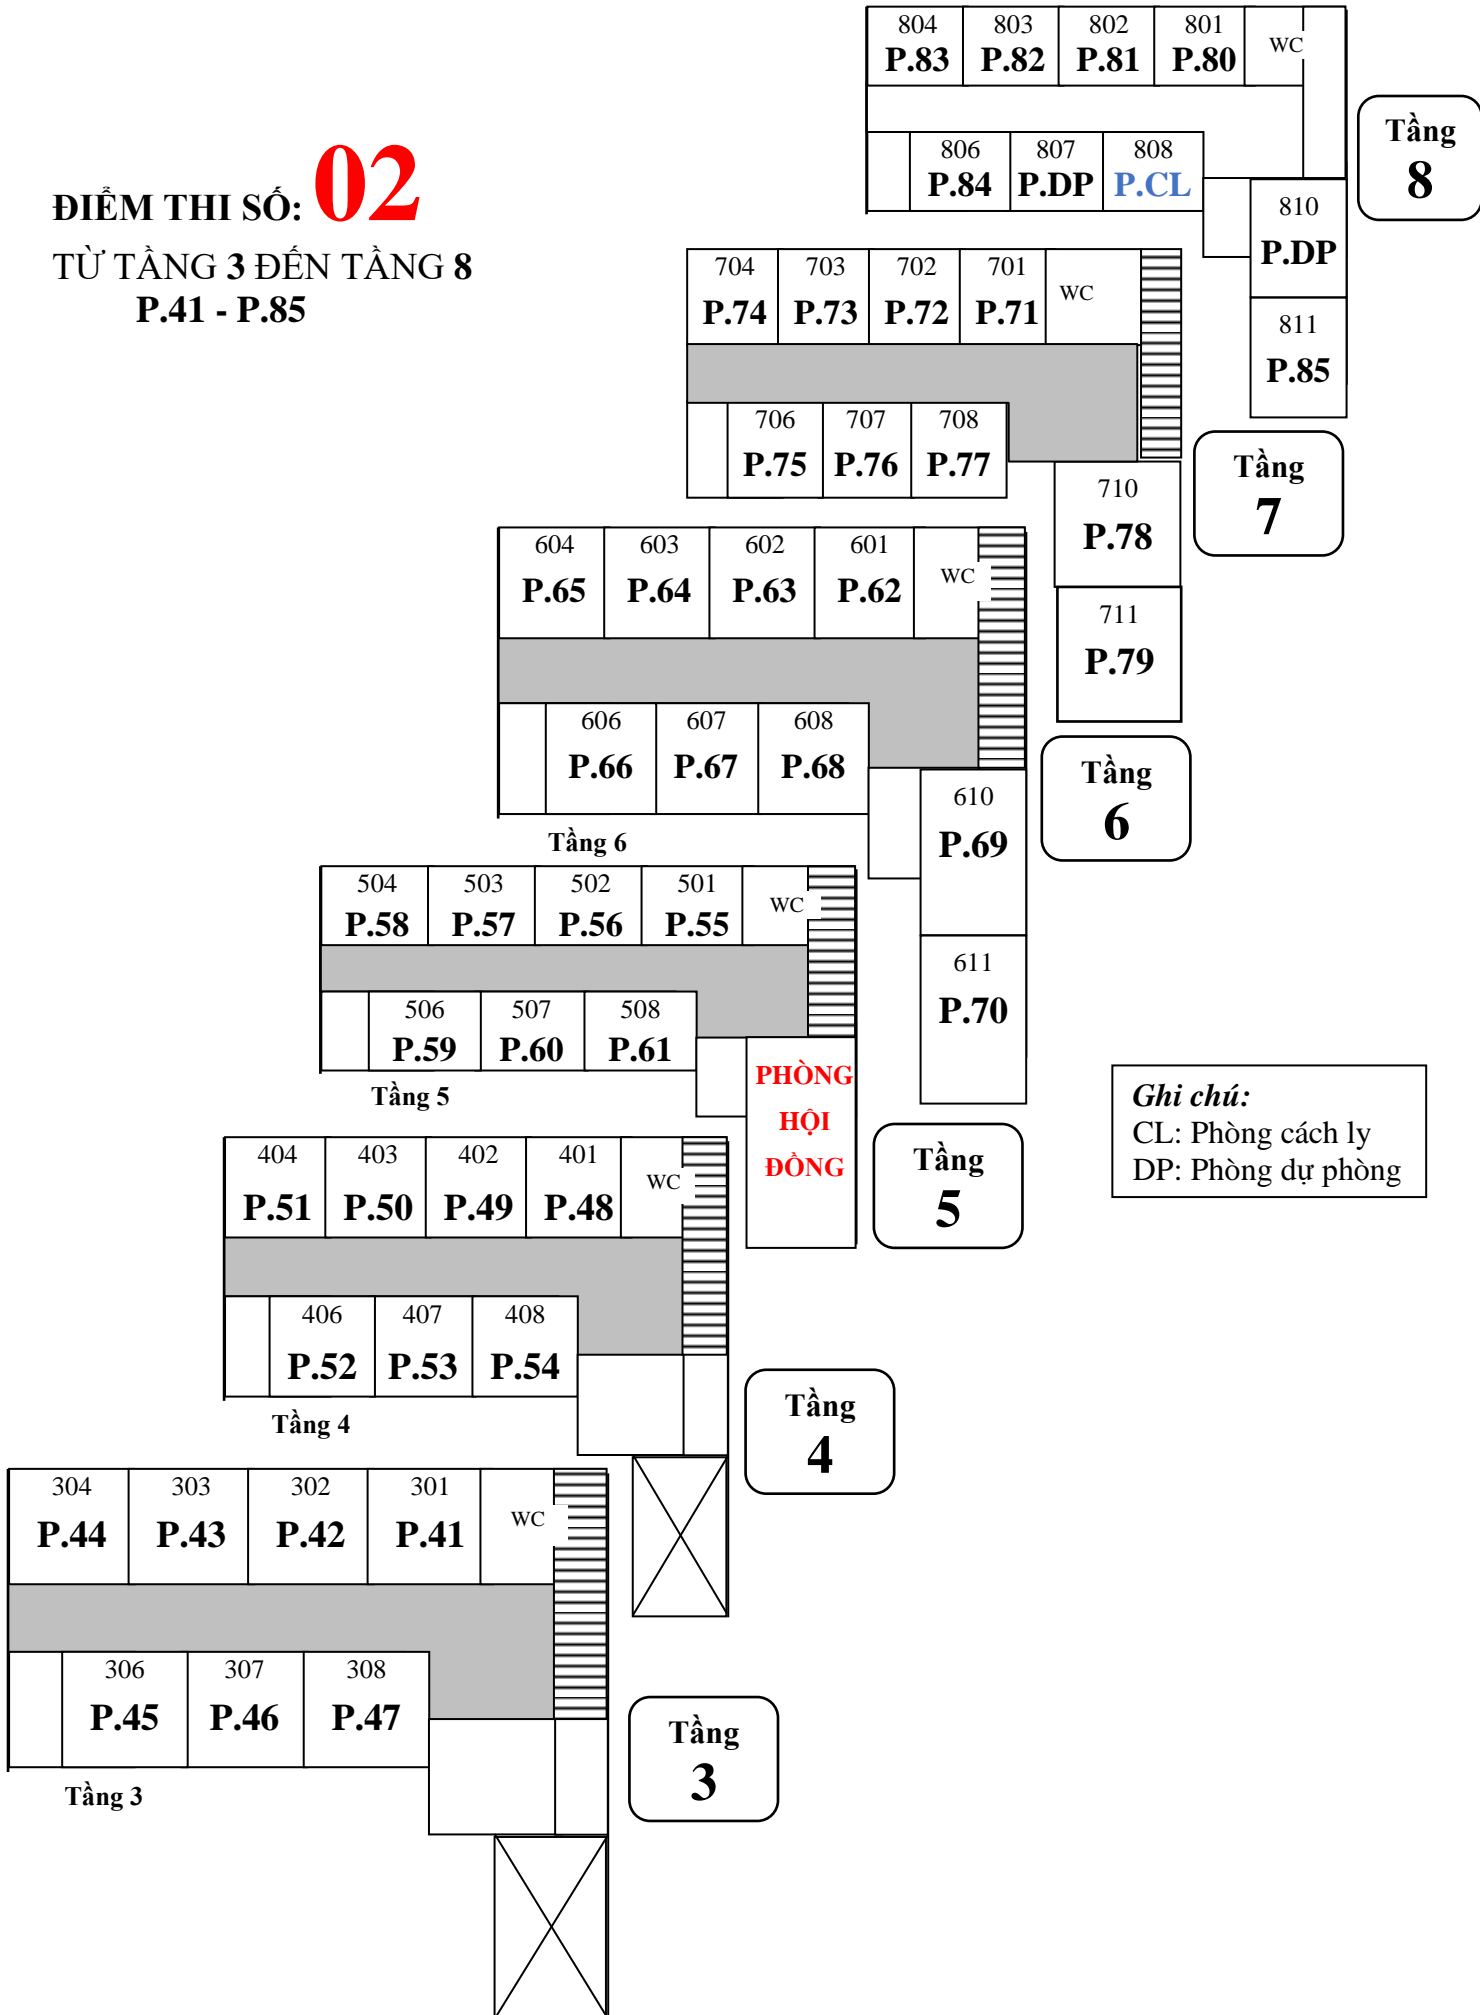 804 803 802 801 WC
P.83 P.82 P.81 P.80
Tầng
8
806 807 808
P.84 P.DP P.CL
810
P.DP
811
P.85
ĐIỂM THI SỐ: 02
TỪ TẦNG 3 ĐẾN TẦNG 8
P.41 - P.85
704 703 702 701 WC
P.74 P.73 P.72 P.71
706 707 708
P.75 P.76 P.77
Tầng
7
710
P.78
711
P.79
604 603 602 601 WC
P.65 P.64 P.63 P.62
606 607 608
P.66 P.67 P.68
Tầng 6
Tầng
6
610
P.69
611
P.70
504 503 502 501 WC
P.58 P.57 P.56 P.55
506 507 508
P.59 P.60 P.61
Tầng 5
PHÒNG
HỘI
ĐỒNG
Tầng
5
Ghi chú:
CL: Phòng cách ly
DP: Phòng dự phòng
404 403 402 401 WC
P.51 P.50 P.49 P.48
406 407 408
P.52 P.53 P.54
Tầng 4
Tầng
4
304 303 302 301 WC
P.44 P.43 P.42 P.41
306 307 308
P.45 P.46 P.47
Tầng 3
Tầng
3